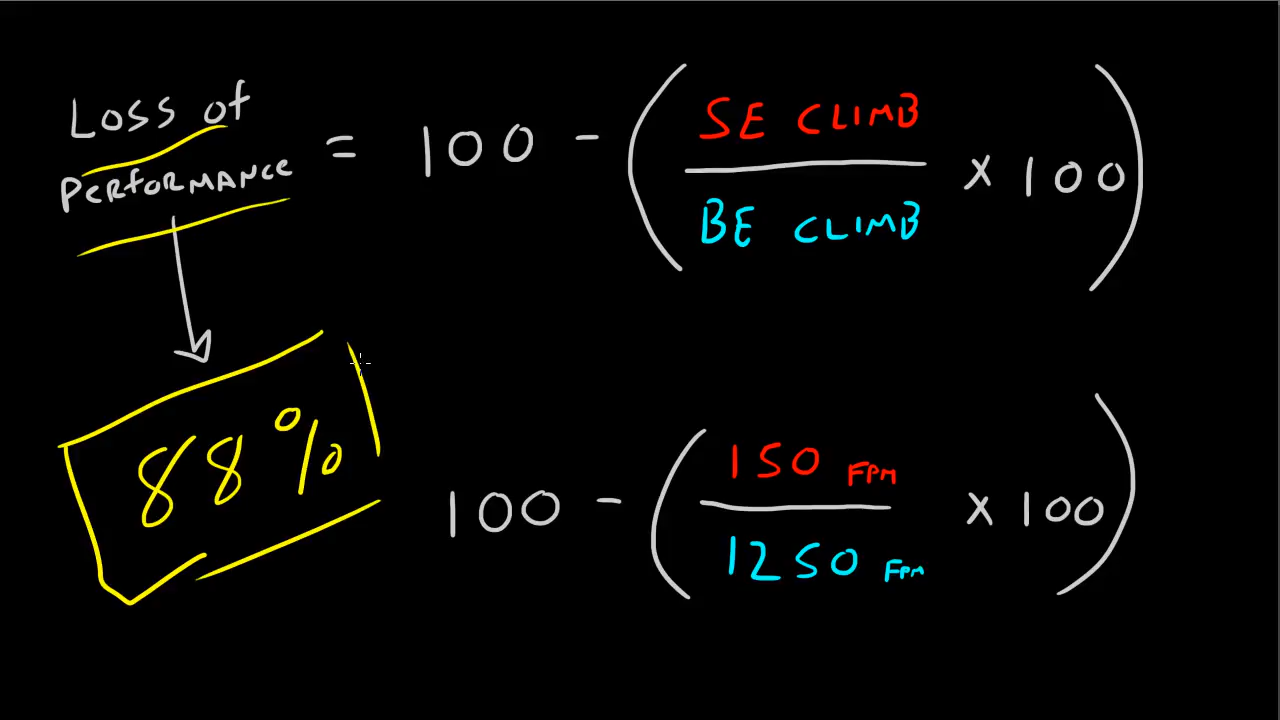 Loss of
Performance = 100 - (SE CLIMB / BE CLIMB x 100)
88%
100 - (150 FPM / 1250 FPM x 100)